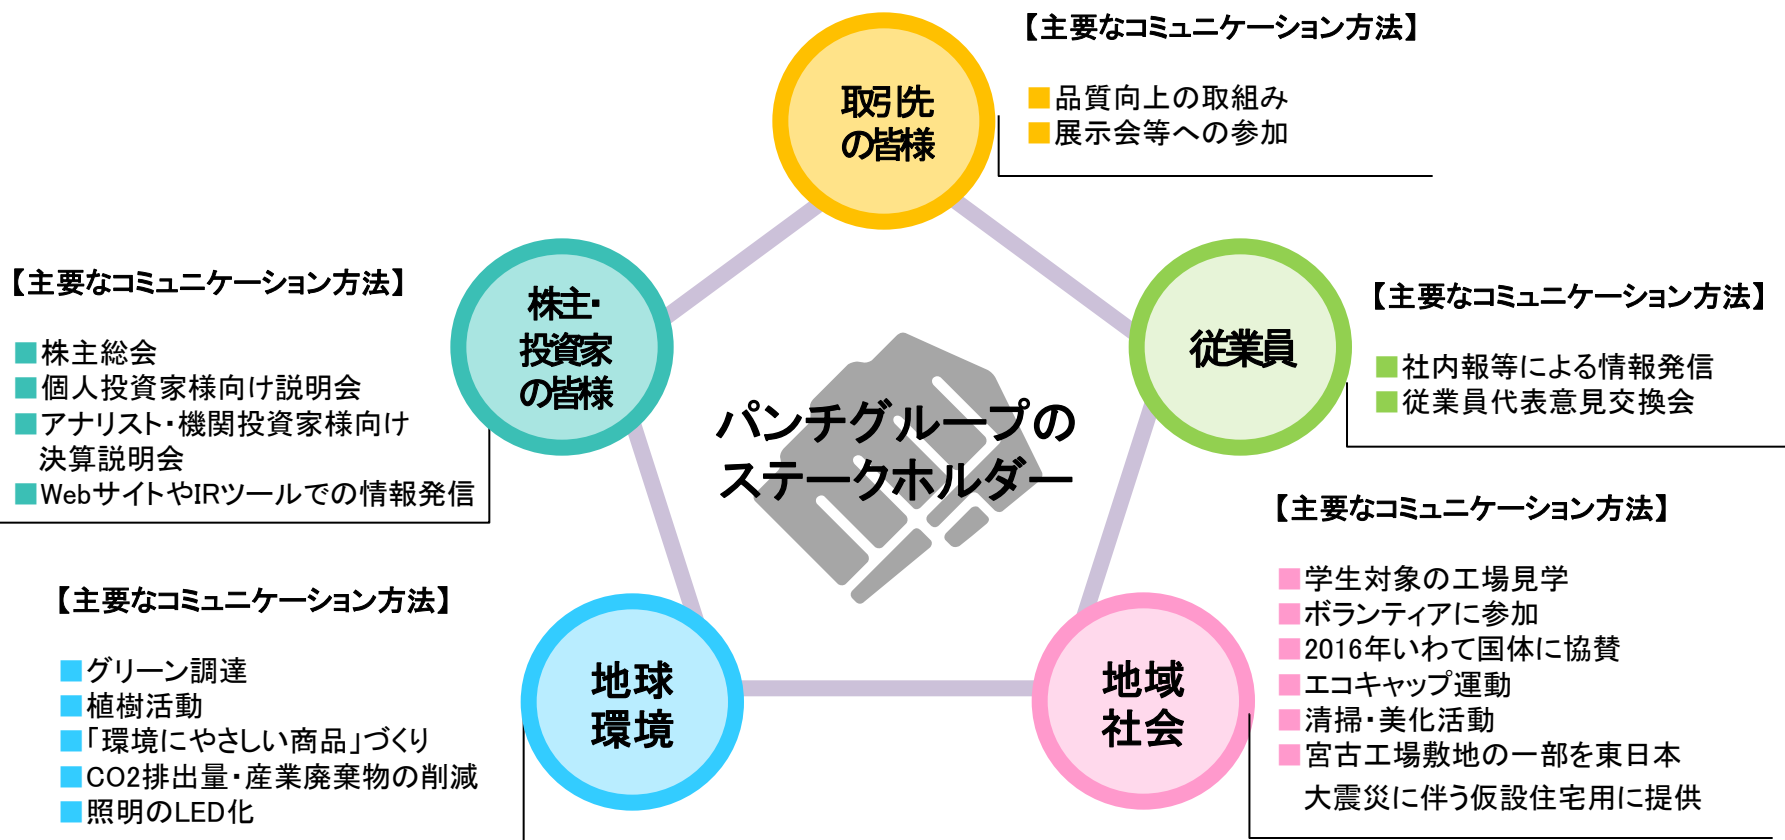 【主要なコミュニケーション方法】
■品質向上の取組み
■展示会等への参加
取引先
の皆様
【主要なコミュニケーション方法】
■株主総会
■個人投資家様向け説明会
■アナリスト・機関投資家様向け
決算説明会
■WebサイトやIRツールでの情報発信
株主・
投資家
の皆様
従業員
【主要なコミュニケーション方法】
■社内報等による情報発信
■従業員代表意見交換会
パンチグループの
ステークホルダー
【主要なコミュニケーション方法】
■グリーン調達
■植樹活動
■「環境にやさしい商品」づくり
■CO2排出量・産業廃棄物の削減
■照明のLED化
地球
環境
地域
社会
【主要なコミュニケーション方法】
■学生対象の工場見学
■ボランティアに参加
■2016年いわて国体に協賛
■エコキャップ運動
■清掃・美化活動
■宮古工場敷地の一部を東日本
大震災に伴う仮設住宅用に提供